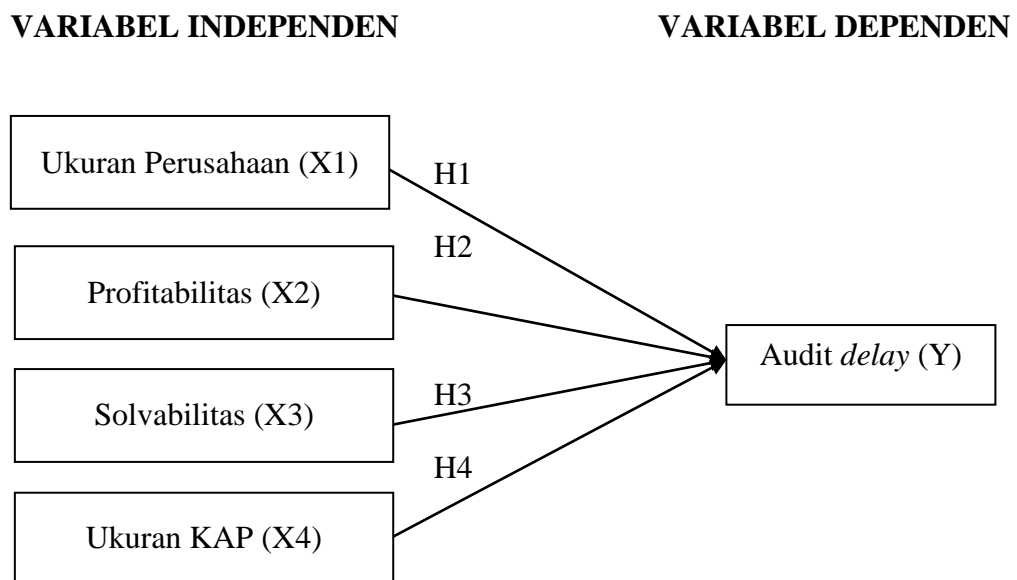 VARIABEL INDEPENDEN
VARIABEL DEPENDEN
Ukuran Perusahaan (X1)
H1
H2
Profitabilitas (X2)
Audit delay (Y)
H3
Solvabilitas (X3)
H4
Ukuran KAP (X4)